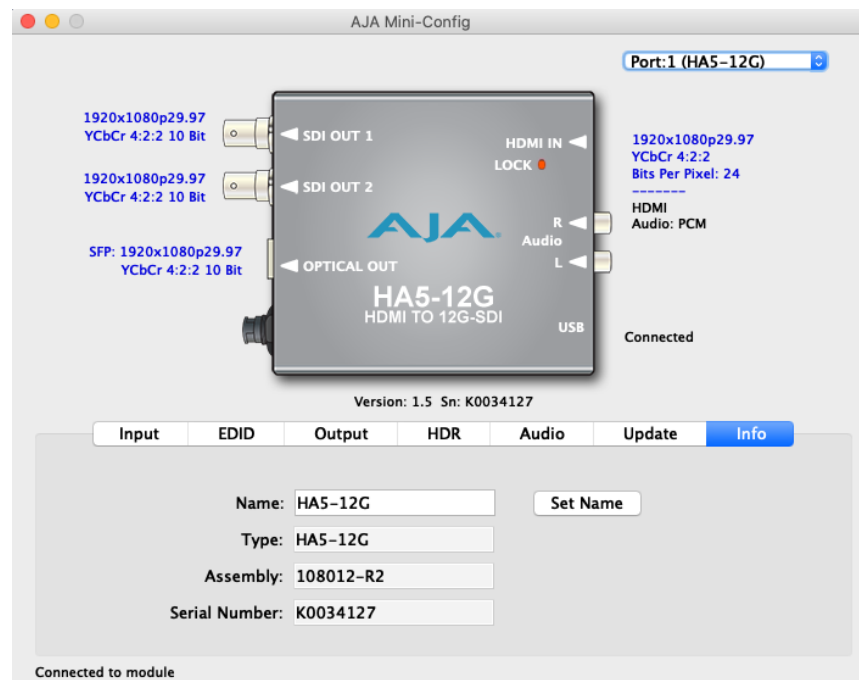 AJA Mini-Config
Port:1 (HA5-12G)
1920x1080p29.97
YCbCr 4:2:2 10 Bit
SDI OUT 1
HDMI IN
LOCK
1920x1080p29.97
YCbCr 4:2:2
Bits Per Pixel: 24
-------
HDMI
Audio: PCM
1920x1080p29.97
YCbCr 4:2:2 10 Bit
SDI OUT 2
AJA
R
Audio
L
SFP: 1920x1080p29.97
YCbCr 4:2:2 10 Bit
OPTICAL OUT
HA5-12G
HDMI TO 12G-SDI
USB
Connected
Version: 1.5 Sn: K0034127
Input EDID Output HDR Audio Update Info
Name: HA5-12G Set Name
Type: HA5-12G
Assembly: 108012-R2
Serial Number: K0034127
Connected to module